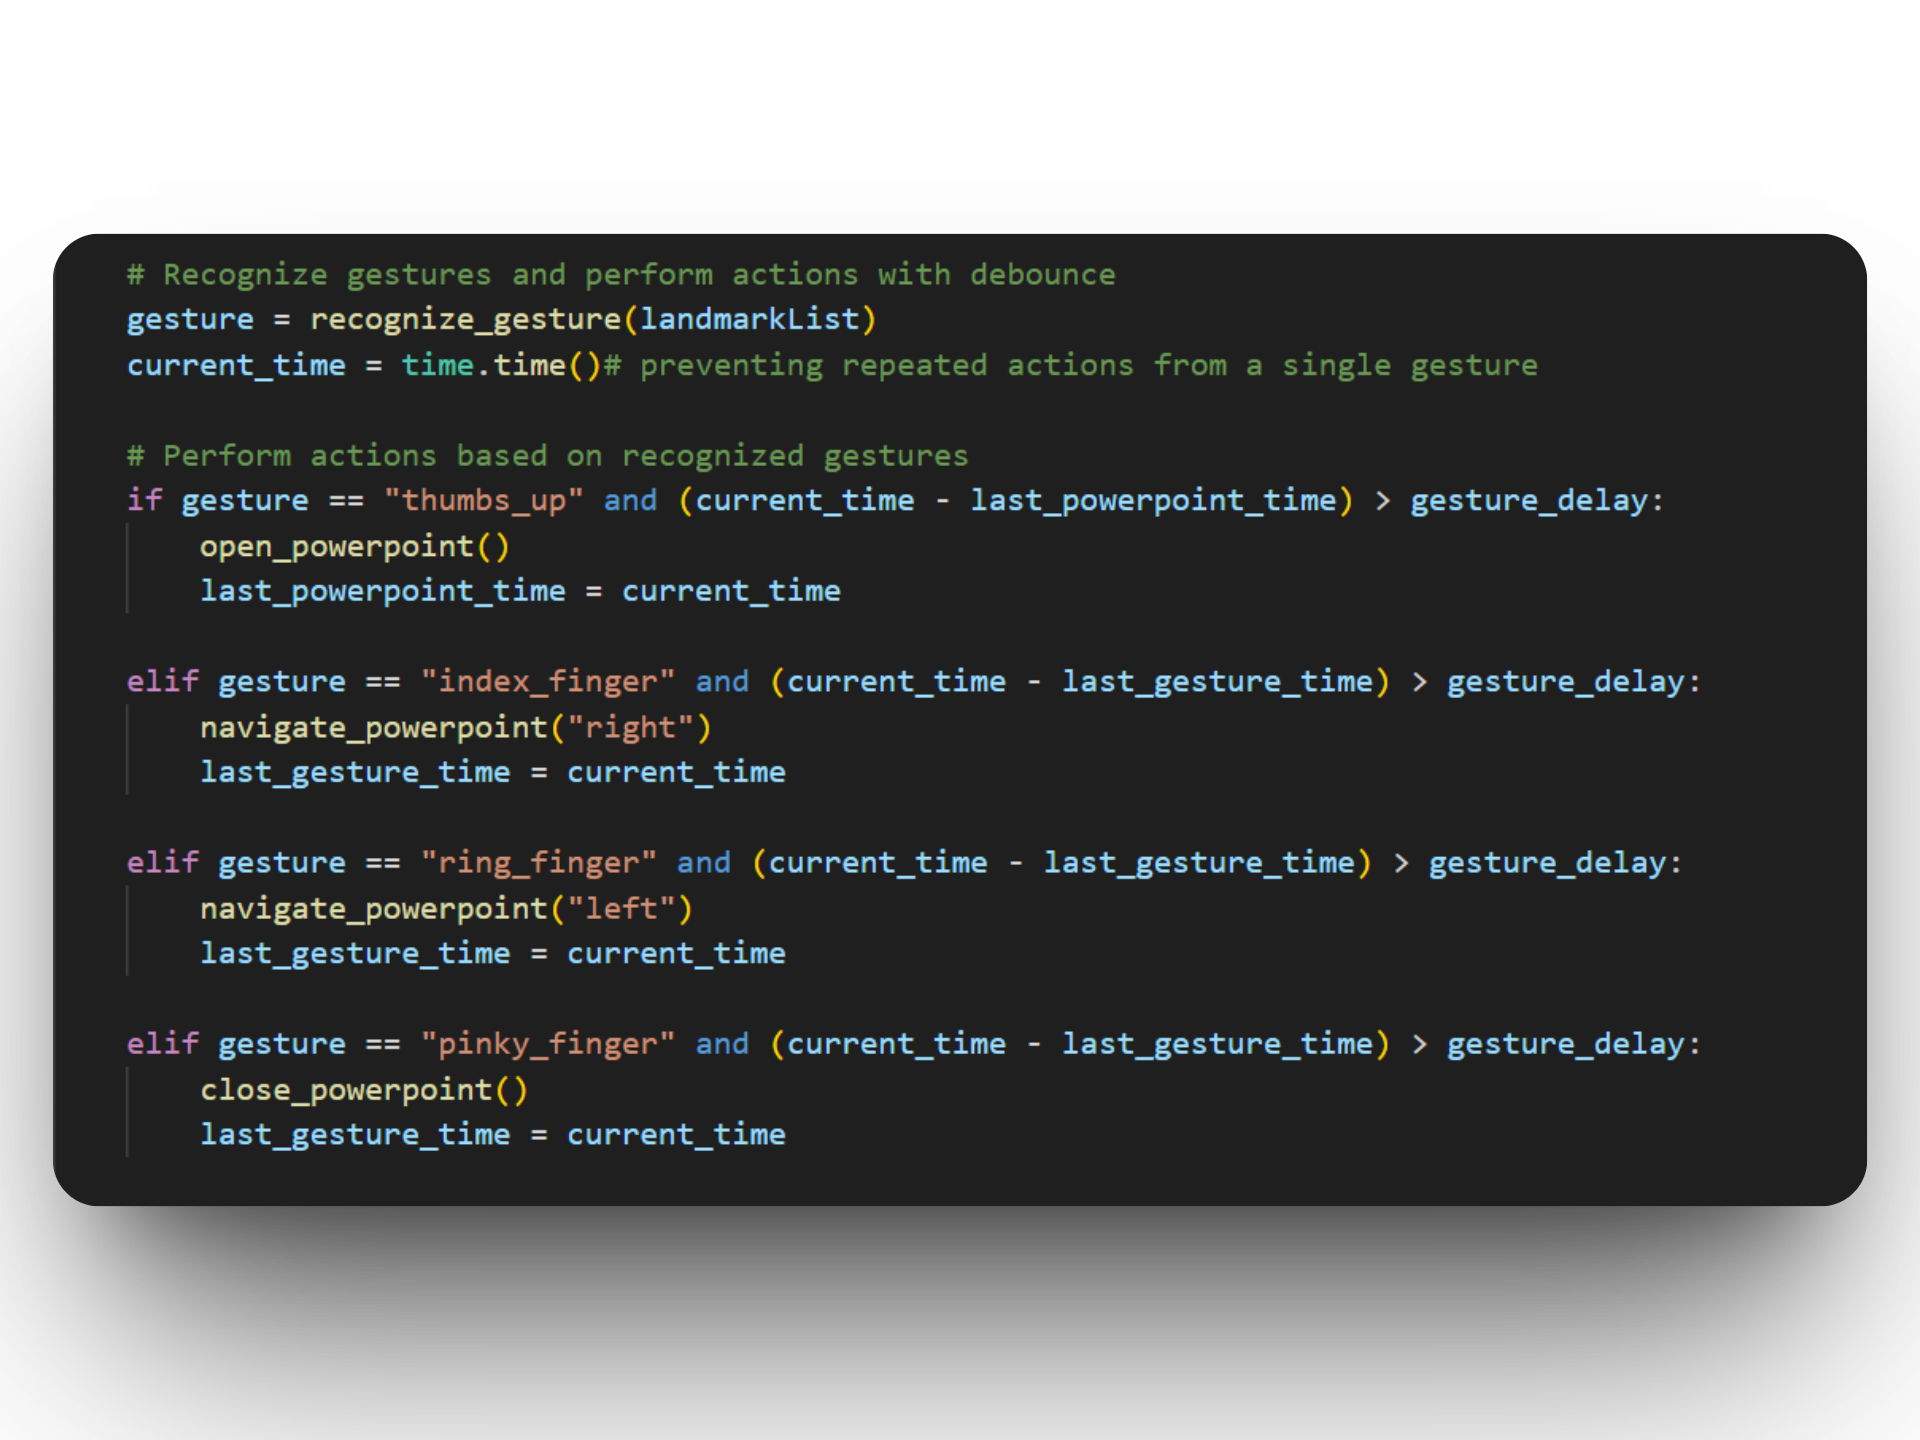 # Recognize gestures and perform actions with debounce
gesture = recognize_gesture(landmarkList)
current_time = time.time()# preventing repeated actions from a single gesture
# Perform actions based on recognized gestures
if gesture == "thumbs_up" and (current_time - last_powerpoint_time) > gesture_delay:
open_powerpoint()
last_powerpoint_time = current_time
elif gesture == "index_finger" and (current_time - last_gesture_time) > gesture_delay:
navigate_powerpoint("right")
last_gesture_time = current_time
elif gesture == "ring_finger" and (current_time - last_gesture_time) > gesture_delay:
navigate_powerpoint("left")
last_gesture_time = current_time
elif gesture == "pinky_finger" and (current_time - last_gesture_time) > gesture_delay:
close_powerpoint()
last_gesture_time = current_time